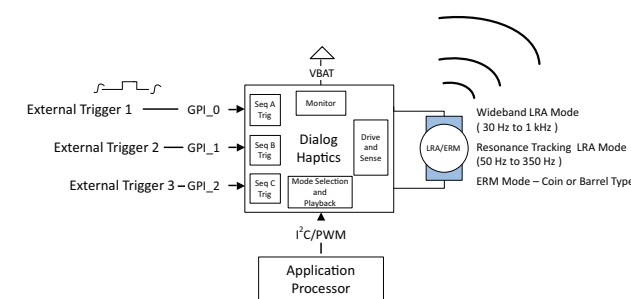 VBAT
External Trigger 1
GPI_0
Seq A
Trig
Monitor
External Trigger 2
GPI_1
Seq B
Trig
Dialog
Haptics
Drive
and
Sense
External Trigger 3
GPI_2
Seq C
Trig
Mode Selection
and
Playback
LRA/ERM
Wideband LRA Mode
( 30 Hz to 1 kHz )
Resonance Tracking LRA Mode
(50 Hz to 350 Hz )
ERM Mode – Coin or Barrel Type
I²C/PWM
Application
Processor